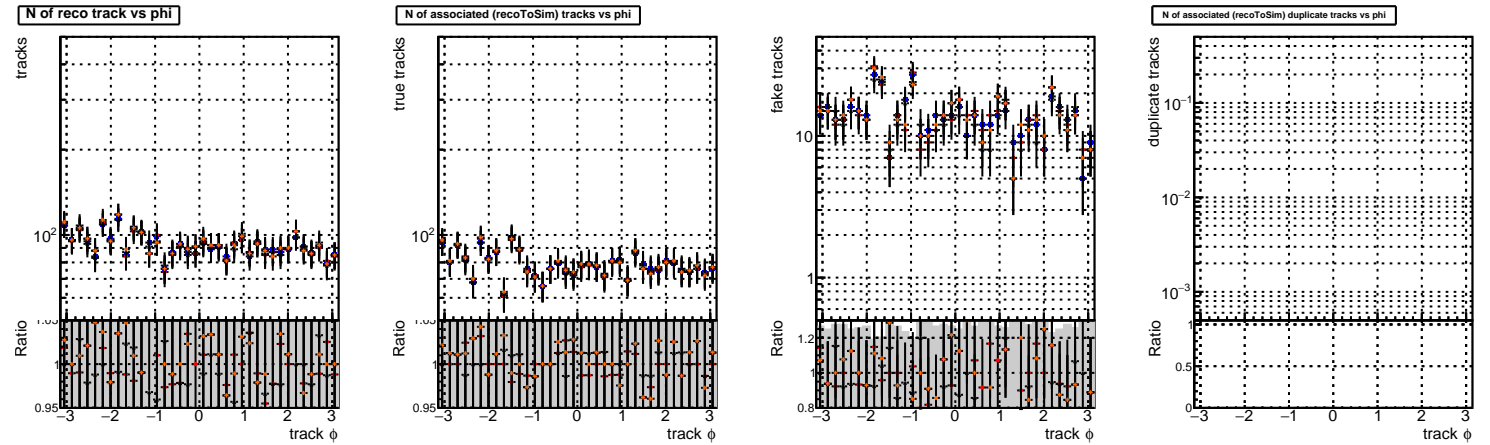 N of reco track vs phi
tracks
10²
Ratio
1
0.95
−3 −2 −1 0 1 2 3
track ϕ
N of associated (recoToSim) tracks vs phi
true tracks
10²
Ratio
1
0.95
−3 −2 −1 0 1 2 3
track ϕ
fake tracks
10
1
Ratio
1.2
1
0.8
−3 −2 −1 0 1 2 3
track ϕ
N of associated (recoToSim) duplicate tracks vs phi
duplicate tracks
10⁻¹
10⁻²
10⁻³
Ratio
1
0.5
0
−3 −2 −1 0 1 2 3
track ϕ